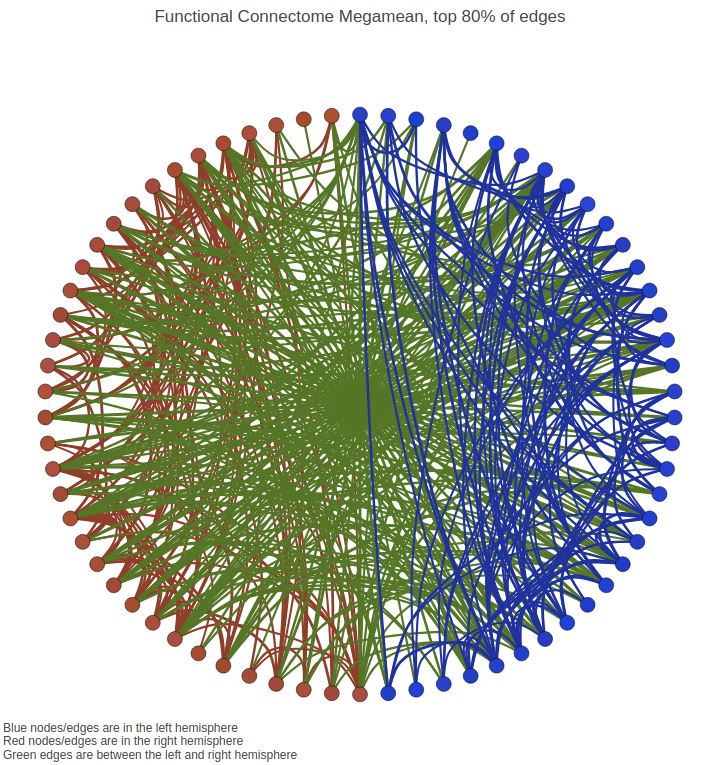 Functional Connectome Megamean, top 80% of edges
Blue nodes/edges are in the left hemisphere
Red nodes/edges are in the right hemisphere
Green edges are between the left and right hemisphere